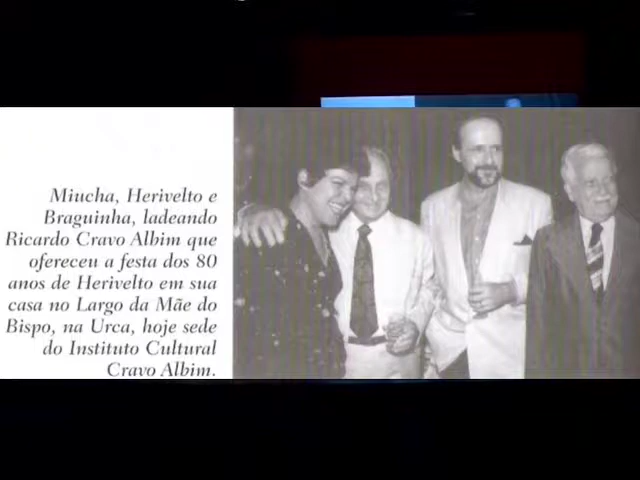 Miucha, Herivelto e
Braguinha, ladeando
Ricardo Cravo Albim que
ofereceu a festa dos 80
anos de Herivelto em sua
casa no Largo da Mãe do
Bispo, na Urca, hoje sede
do Instituto Cultural
Cravo Albim.